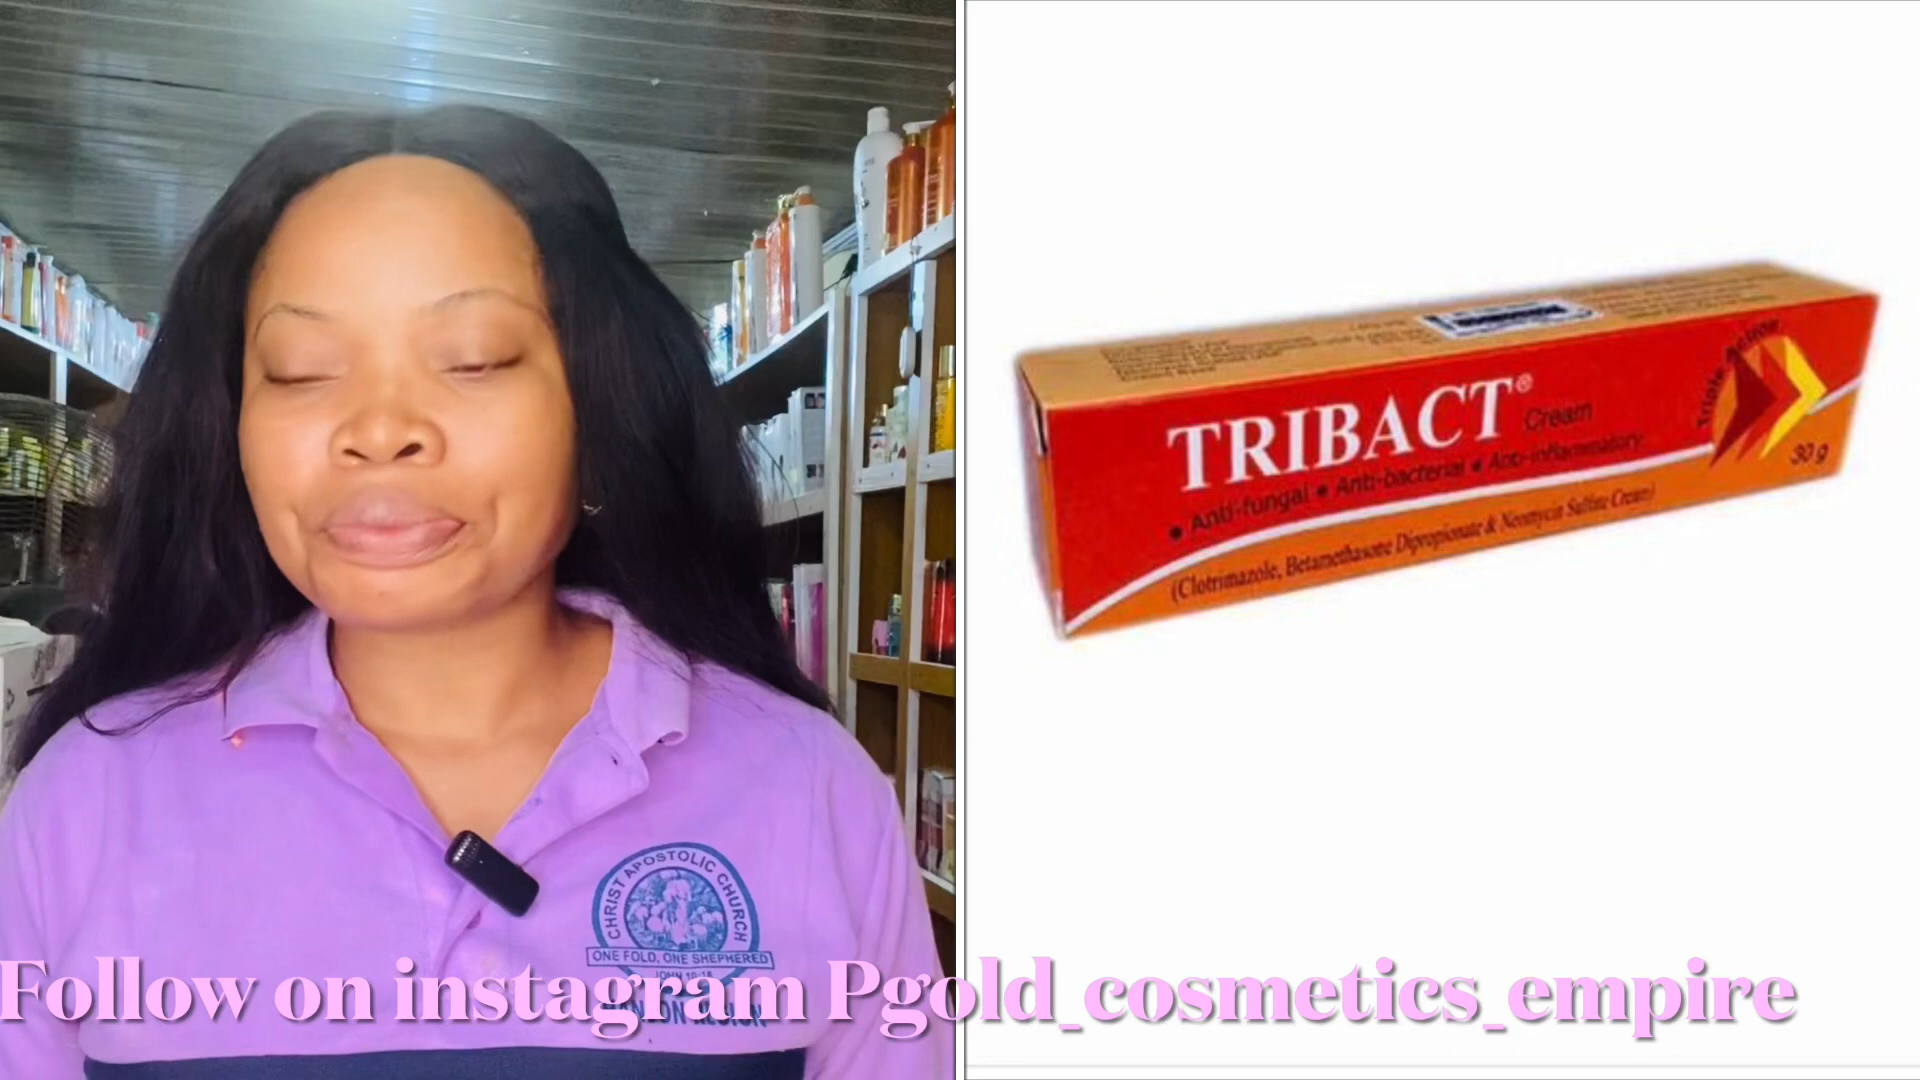 CHRIST APOSTOLIC CHURCH
ONE FOLD, ONE SHEPHERED
TRIBACT® Cream
Triple Action
• Anti-fungal • Anti-bacterial • Anti-inflammatory
30 g
(Clotrimazole, Betamethasone Dipropionate & Neomycin Sulfate Cream)
Follow on instagram Pgold_cosmetics_empire